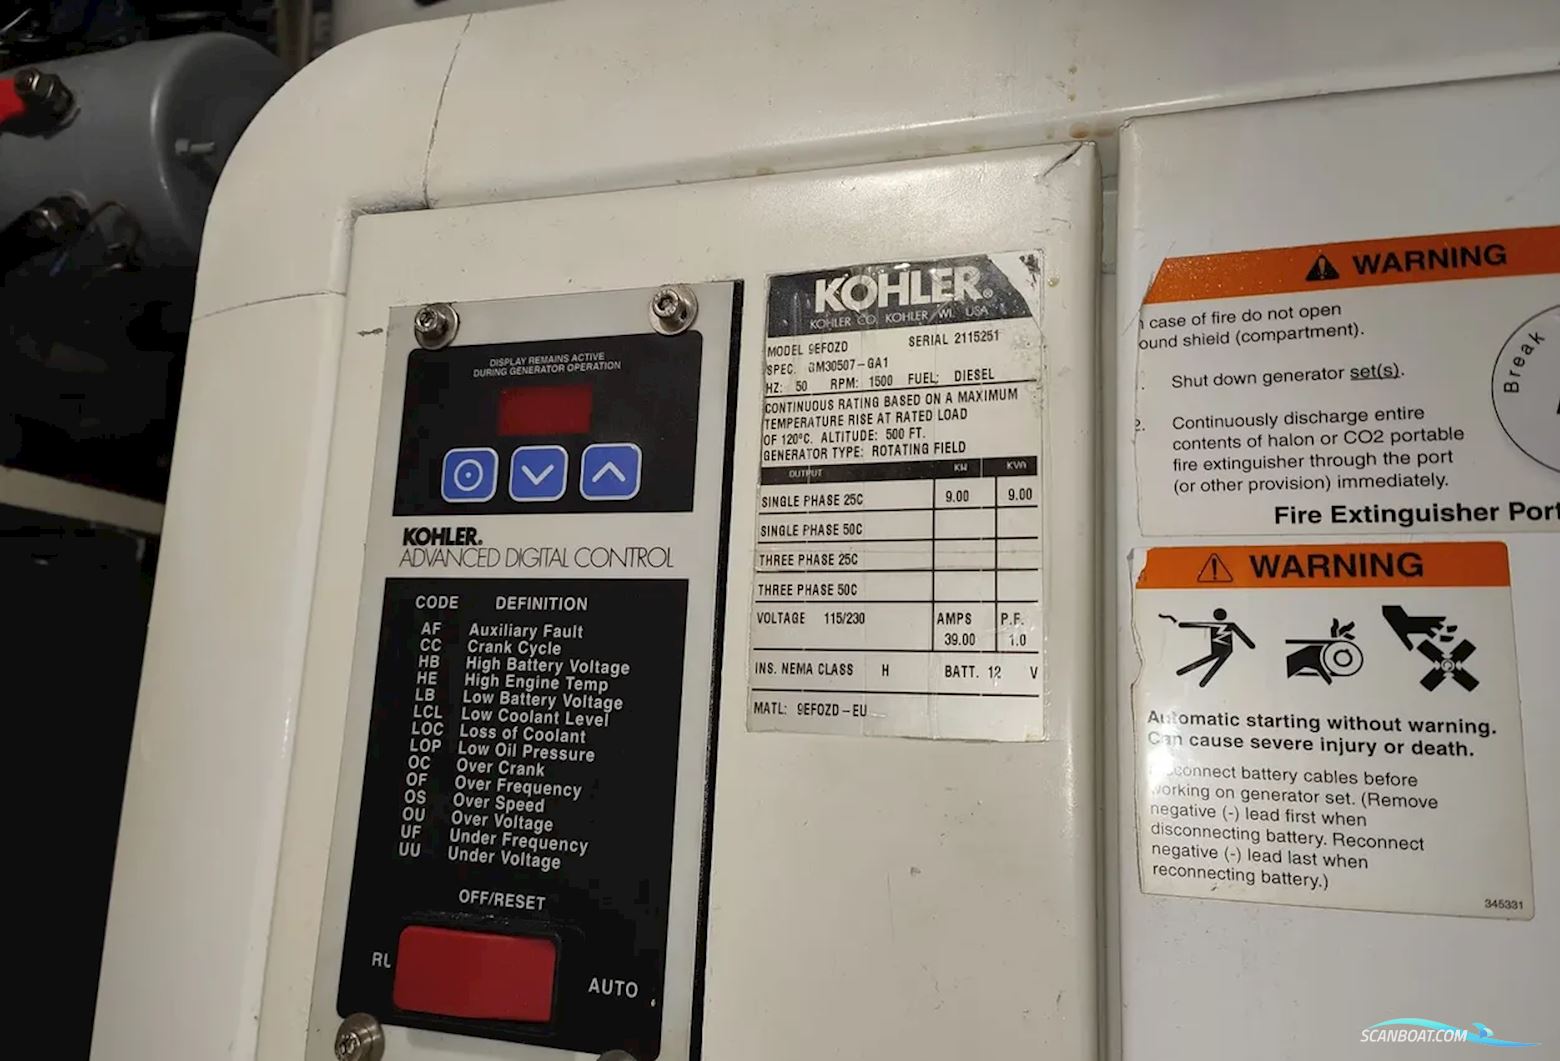 DISPLAY REMAINS ACTIVE
DURING GENERATOR OPERATION
KOHLER.
ADVANCED DIGITAL CONTROL
CODE DEFINITION
AF Auxiliary Fault
CC Crank Cycle
HB High Battery Voltage
HE High Engine Temp
LB Low Battery Voltage
LCL Low Coolant Level
LOC Loss of Coolant
LOP Low Oil Pressure
OC Over Crank
OF Over Frequency
OS Over Speed
OU Over Voltage
UF Under Frequency
UU Under Voltage
OFF/RESET
RU AUTO
KOHLER®
KOHLER CO. KOHLER, WI. USA
MODEL 9EFOZD SERIAL 2115251
SPEC. GM30507-GA1
HZ: 50 RPM: 1500 FUEL: DIESEL
CONTINUOUS RATING BASED ON A MAXIMUM
TEMPERATURE RISE AT RATED LOAD
OF 120°C. ALTITUDE: 500 FT.
GENERATOR TYPE: ROTATING FIELD
OUTPUT KW KVA
SINGLE PHASE 25C 9.00 9.00
SINGLE PHASE 50C
THREE PHASE 25C
THREE PHASE 50C
VOLTAGE 115/230 AMPS P.F.
39.00 1.0
INS. NEMA CLASS H BATT. 12 V
MATL: 9EFOZD-EU
WARNING
case of fire do not open
ound shield (compartment).
Shut down generator set(s).
2. Continuously discharge entire
contents of halon or CO2 portable
fire extinguisher through the port
(or other provision) immediately.
Fire Extinguisher Port
Break
WARNING
Automatic starting without warning.
Can cause severe injury or death.
connect battery cables before
working on generator set. (Remove
negative (-) lead first when
disconnecting battery. Reconnect
negative (-) lead last when
reconnecting battery.)
345331
SCANBOAT.COM